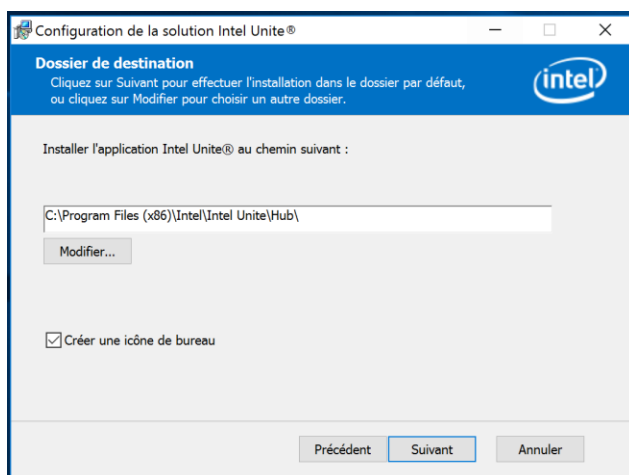 Configuration de la solution Intel Unite®
Dossier de destination
Cliquez sur Suivant pour effectuer l'installation dans le dossier par défaut,
ou cliquez sur Modifier pour choisir un autre dossier.
intel
Installer l'application Intel Unite® au chemin suivant :
C:\Program Files (x86)\Intel\Intel Unite\Hub\
Modifier...
Créer une icône de bureau
Précédent Suivant Annuler